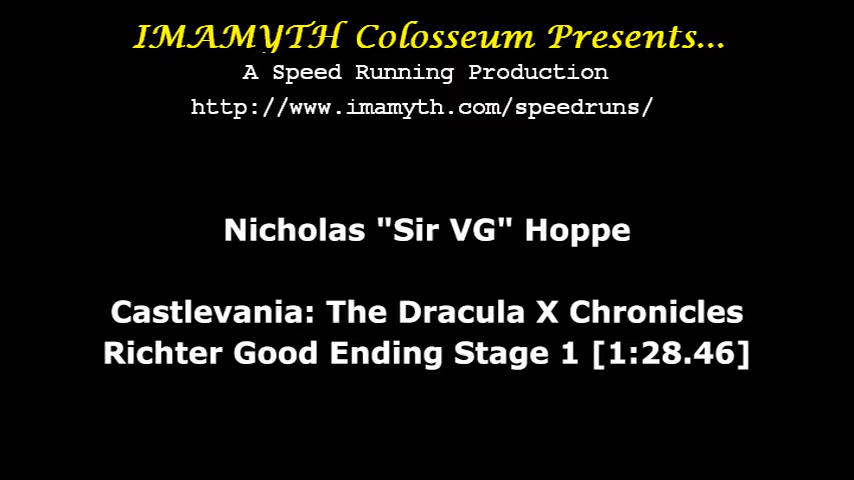 IMAMYTH Colosseum Presents...
A Speed Running Production
http://www.imamyth.com/speedruns/
Nicholas "Sir VG" Hoppe
Castlevania: The Dracula X Chronicles
Richter Good Ending Stage 1 [1:28.46]